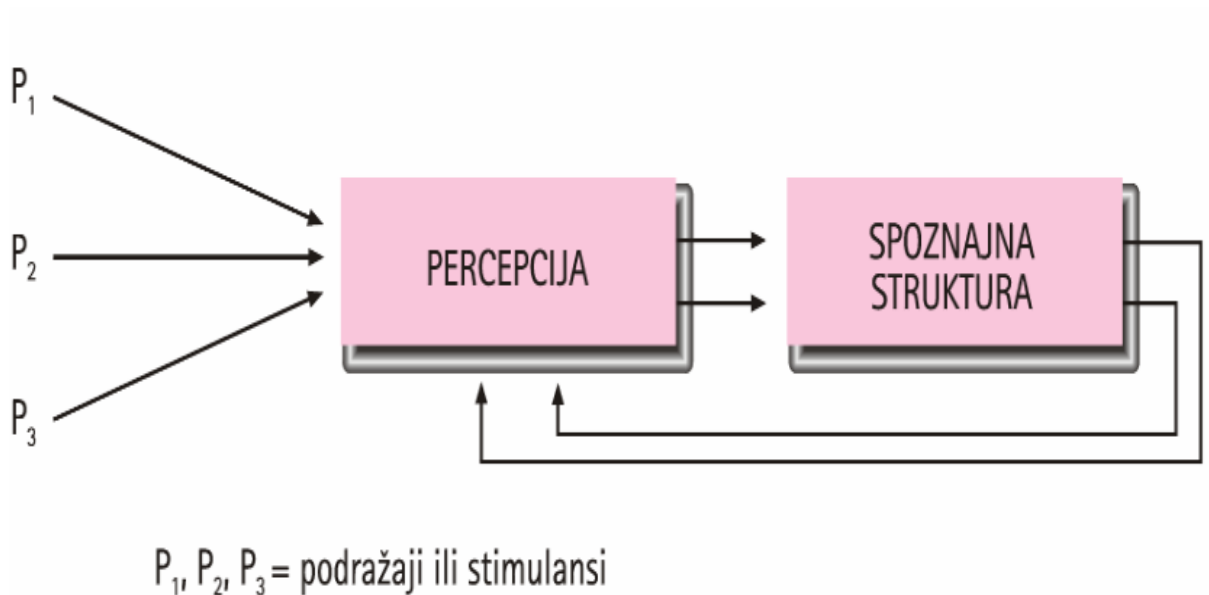 P₁
P₂
P₃
PERCEPCIJA
SPOZNAJNA
STRUKTURA
P₁, P₂, P₃ = podražaji ili stimulansi